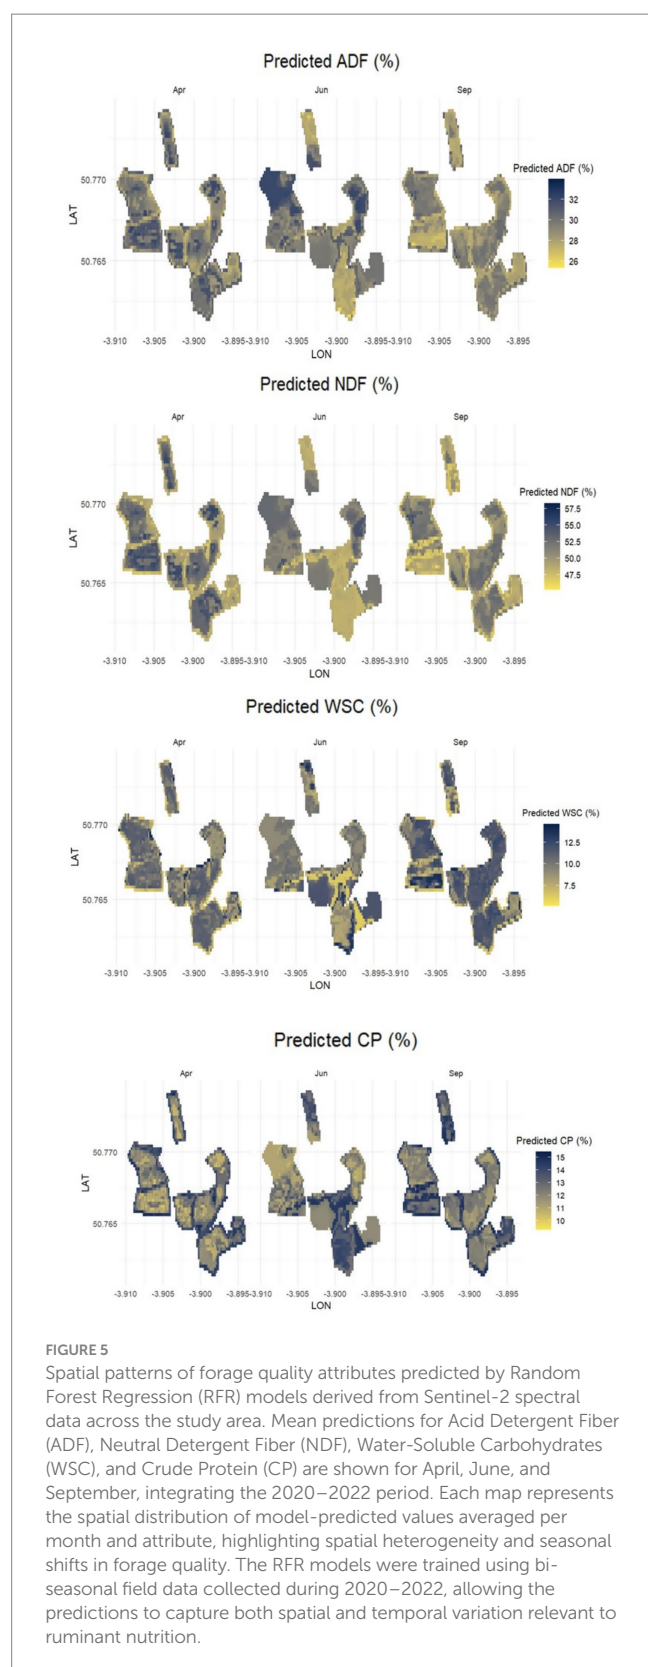 Predicted ADF (%)
Apr
Jun
Sep
Predicted ADF (%)
32
30
28
26
50.770
50.765
LAT
-3.910 -3.905 -3.900 -3.895 -3.910 -3.905 -3.900 -3.895 -3.910 -3.905 -3.900 -3.895
LON
Predicted NDF (%)
Apr
Jun
Sep
Predicted NDF (%)
57.5
55.0
52.5
50.0
47.5
50.770
50.765
LAT
-3.910 -3.905 -3.900 -3.895 -3.910 -3.905 -3.900 -3.895 -3.910 -3.905 -3.900 -3.895
LON
Predicted WSC (%)
Apr
Jun
Sep
Predicted WSC (%)
12.5
10.0
7.5
50.770
50.765
LAT
-3.910 -3.905 -3.900 -3.895 -3.910 -3.905 -3.900 -3.895 -3.910 -3.905 -3.900 -3.895
LON
Predicted CP (%)
Apr
Jun
Sep
Predicted CP (%)
15
14
13
12
11
10
50.770
50.765
LAT
-3.910 -3.905 -3.900 -3.895 -3.910 -3.905 -3.900 -3.895 -3.910 -3.905 -3.900 -3.895
LON
FIGURE 5
Spatial patterns of forage quality attributes predicted by Random
Forest Regression (RFR) models derived from Sentinel-2 spectral
data across the study area. Mean predictions for Acid Detergent Fiber
(ADF), Neutral Detergent Fiber (NDF), Water-Soluble Carbohydrates
(WSC), and Crude Protein (CP) are shown for April, June, and
September, integrating the 2020–2022 period. Each map represents
the spatial distribution of model-predicted values averaged per
month and attribute, highlighting spatial heterogeneity and seasonal
shifts in forage quality. The RFR models were trained using bi-
seasonal field data collected during 2020–2022, allowing the
predictions to capture both spatial and temporal variation relevant to
ruminant nutrition.